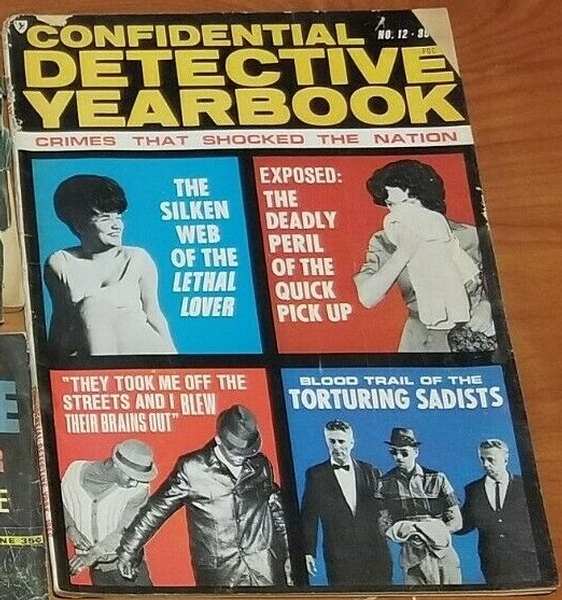 CONFIDENTIAL
NO. 12
DETECTIVE
YEARBOOK
CRIMES THAT SHOCKED THE NATION
THE
SILKEN
WEB
OF THE
LETHAL
LOVER
EXPOSED:
THE
DEADLY
PERIL
OF THE
QUICK
PICK UP
"THEY TOOK ME OFF THE
STREETS AND I BLEW
THEIR BRAINS OUT"
BLOOD TRAIL OF THE
TORTURING SADISTS
E
E
NE 35¢